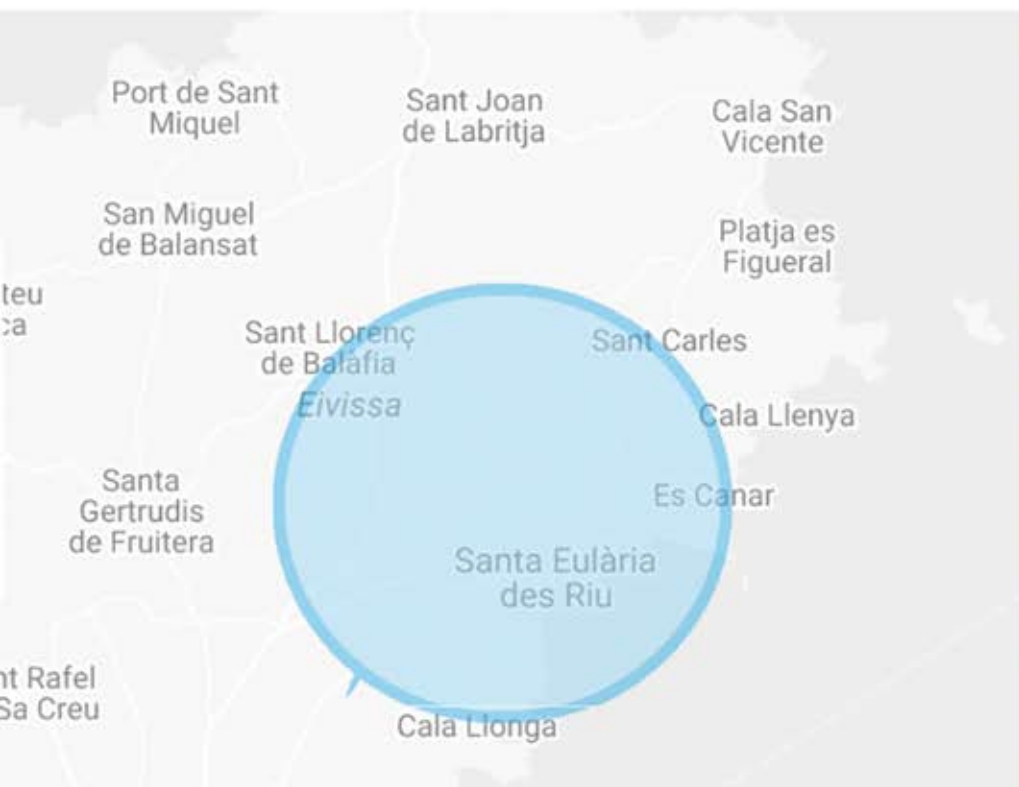 Port de Sant
Miquel
Sant Joan
de Labritja
Cala San
Vicente
San Miguel
de Balansat
Platja es
Figueral
teu
ca
Sant Llorenç
de Balàfia
Sant Carles
Eivissa
Cala Llenya
Santa
Gertrudis
de Fruitera
Es Canar
Santa Eulària
des Riu
nt Rafel
Sa Creu
Cala Llonga